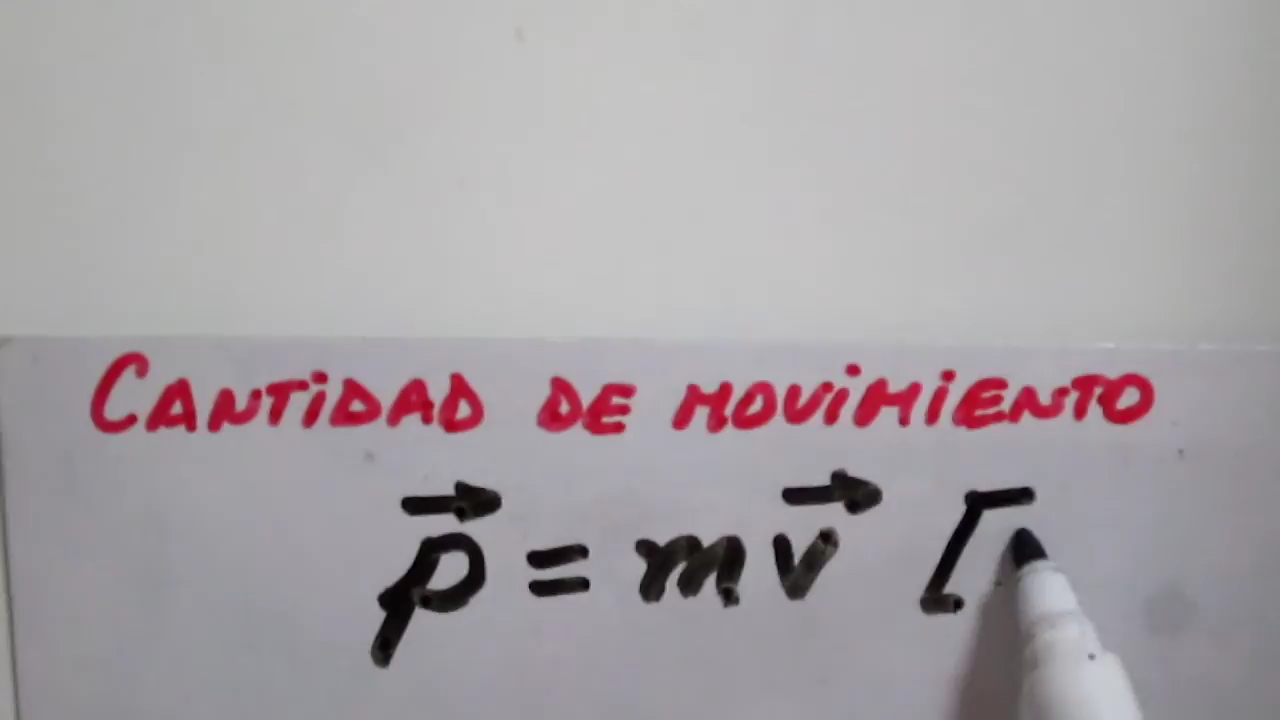 CANTIDAD DE MOVIMIENTO
p⃗ = mv⃗ [